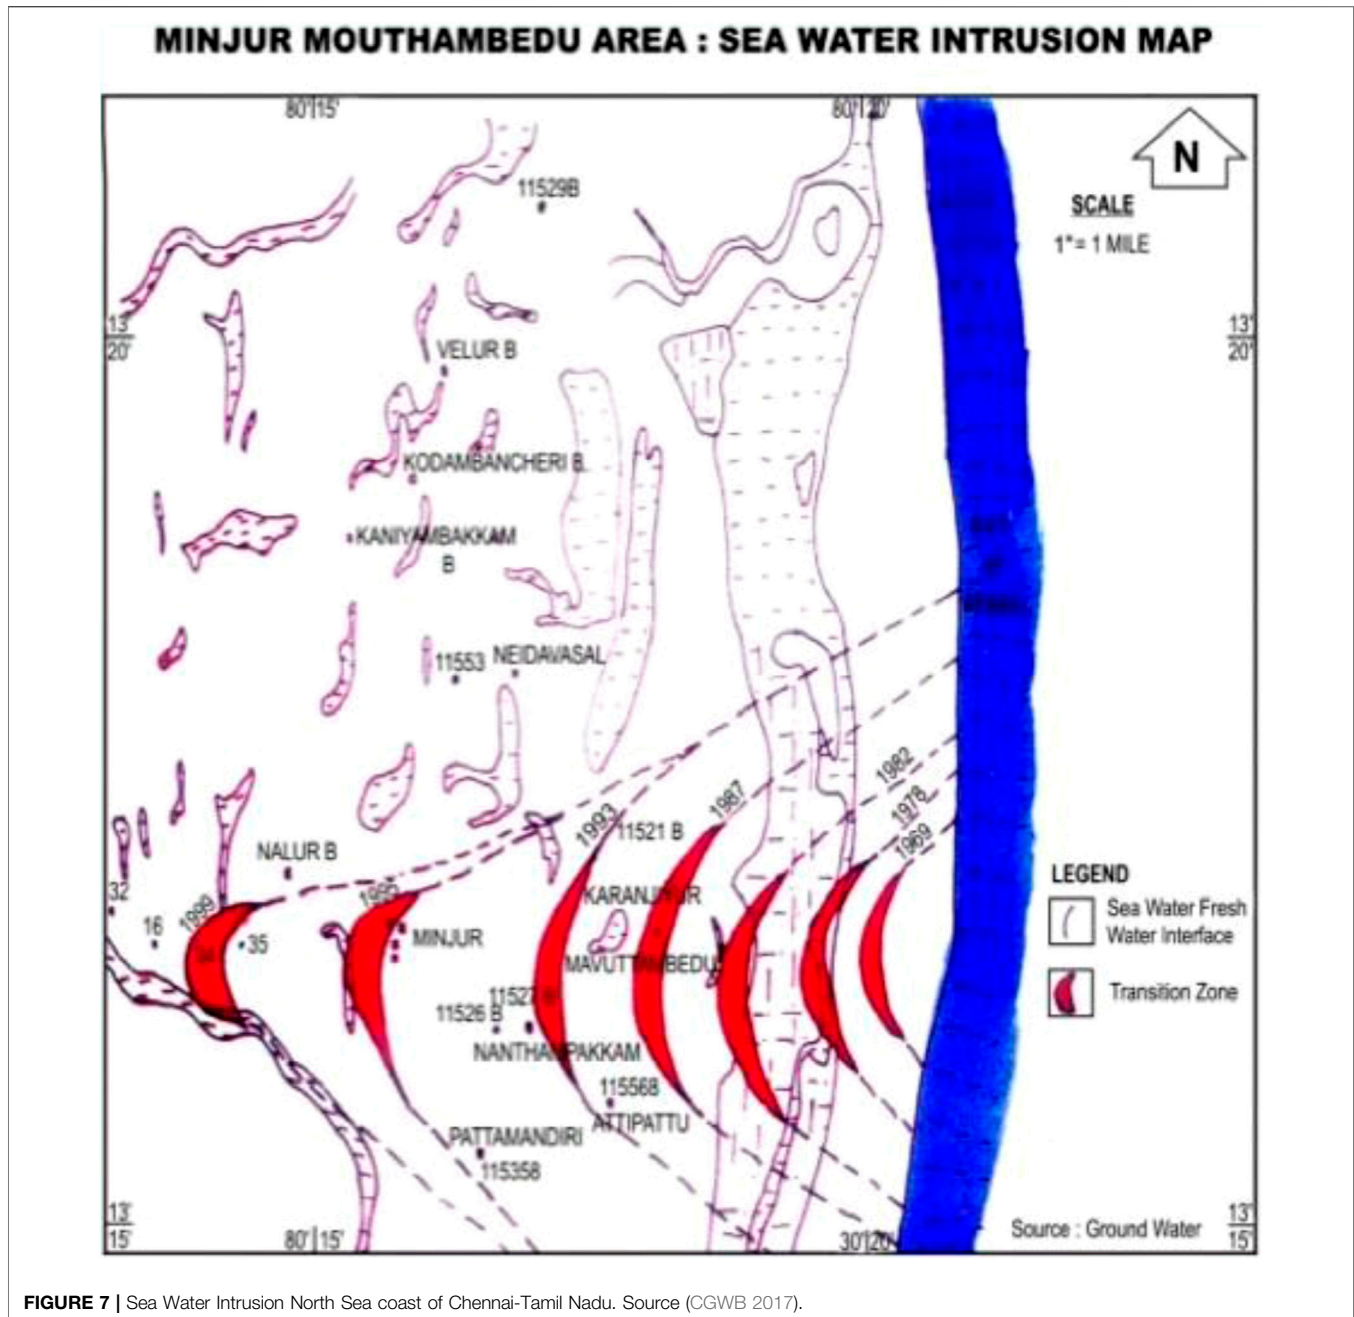 MINJUR MOUTHAMBEDU AREA : SEA WATER INTRUSION MAP
80'15'
80'20'
N
11529B
SCALE
1"= 1 MILE
13'
20'
13'
20'
VELUR B
KODAMBANCHERI B
KANIYAMBAKKAM
B
11553
NEIDAVASAL
1982
1978
1969
1987
1993
11521 B
NALUR B
LEGEND
32
16
1999
35
KARANJIYUR
Sea Water Fresh
Water Interface
MINJUR
MAVUTTAMBEDU
Transition Zone
11527 B
11526 B
NANTHAMPAKKAM
115568
ATTIPATTU
PATTAMANDIRI
115358
13'
15'
80'15'
30'20'
Source : Ground Water
13'
15'
FIGURE 7 | Sea Water Intrusion North Sea coast of Chennai-Tamil Nadu. Source (CGWB 2017).